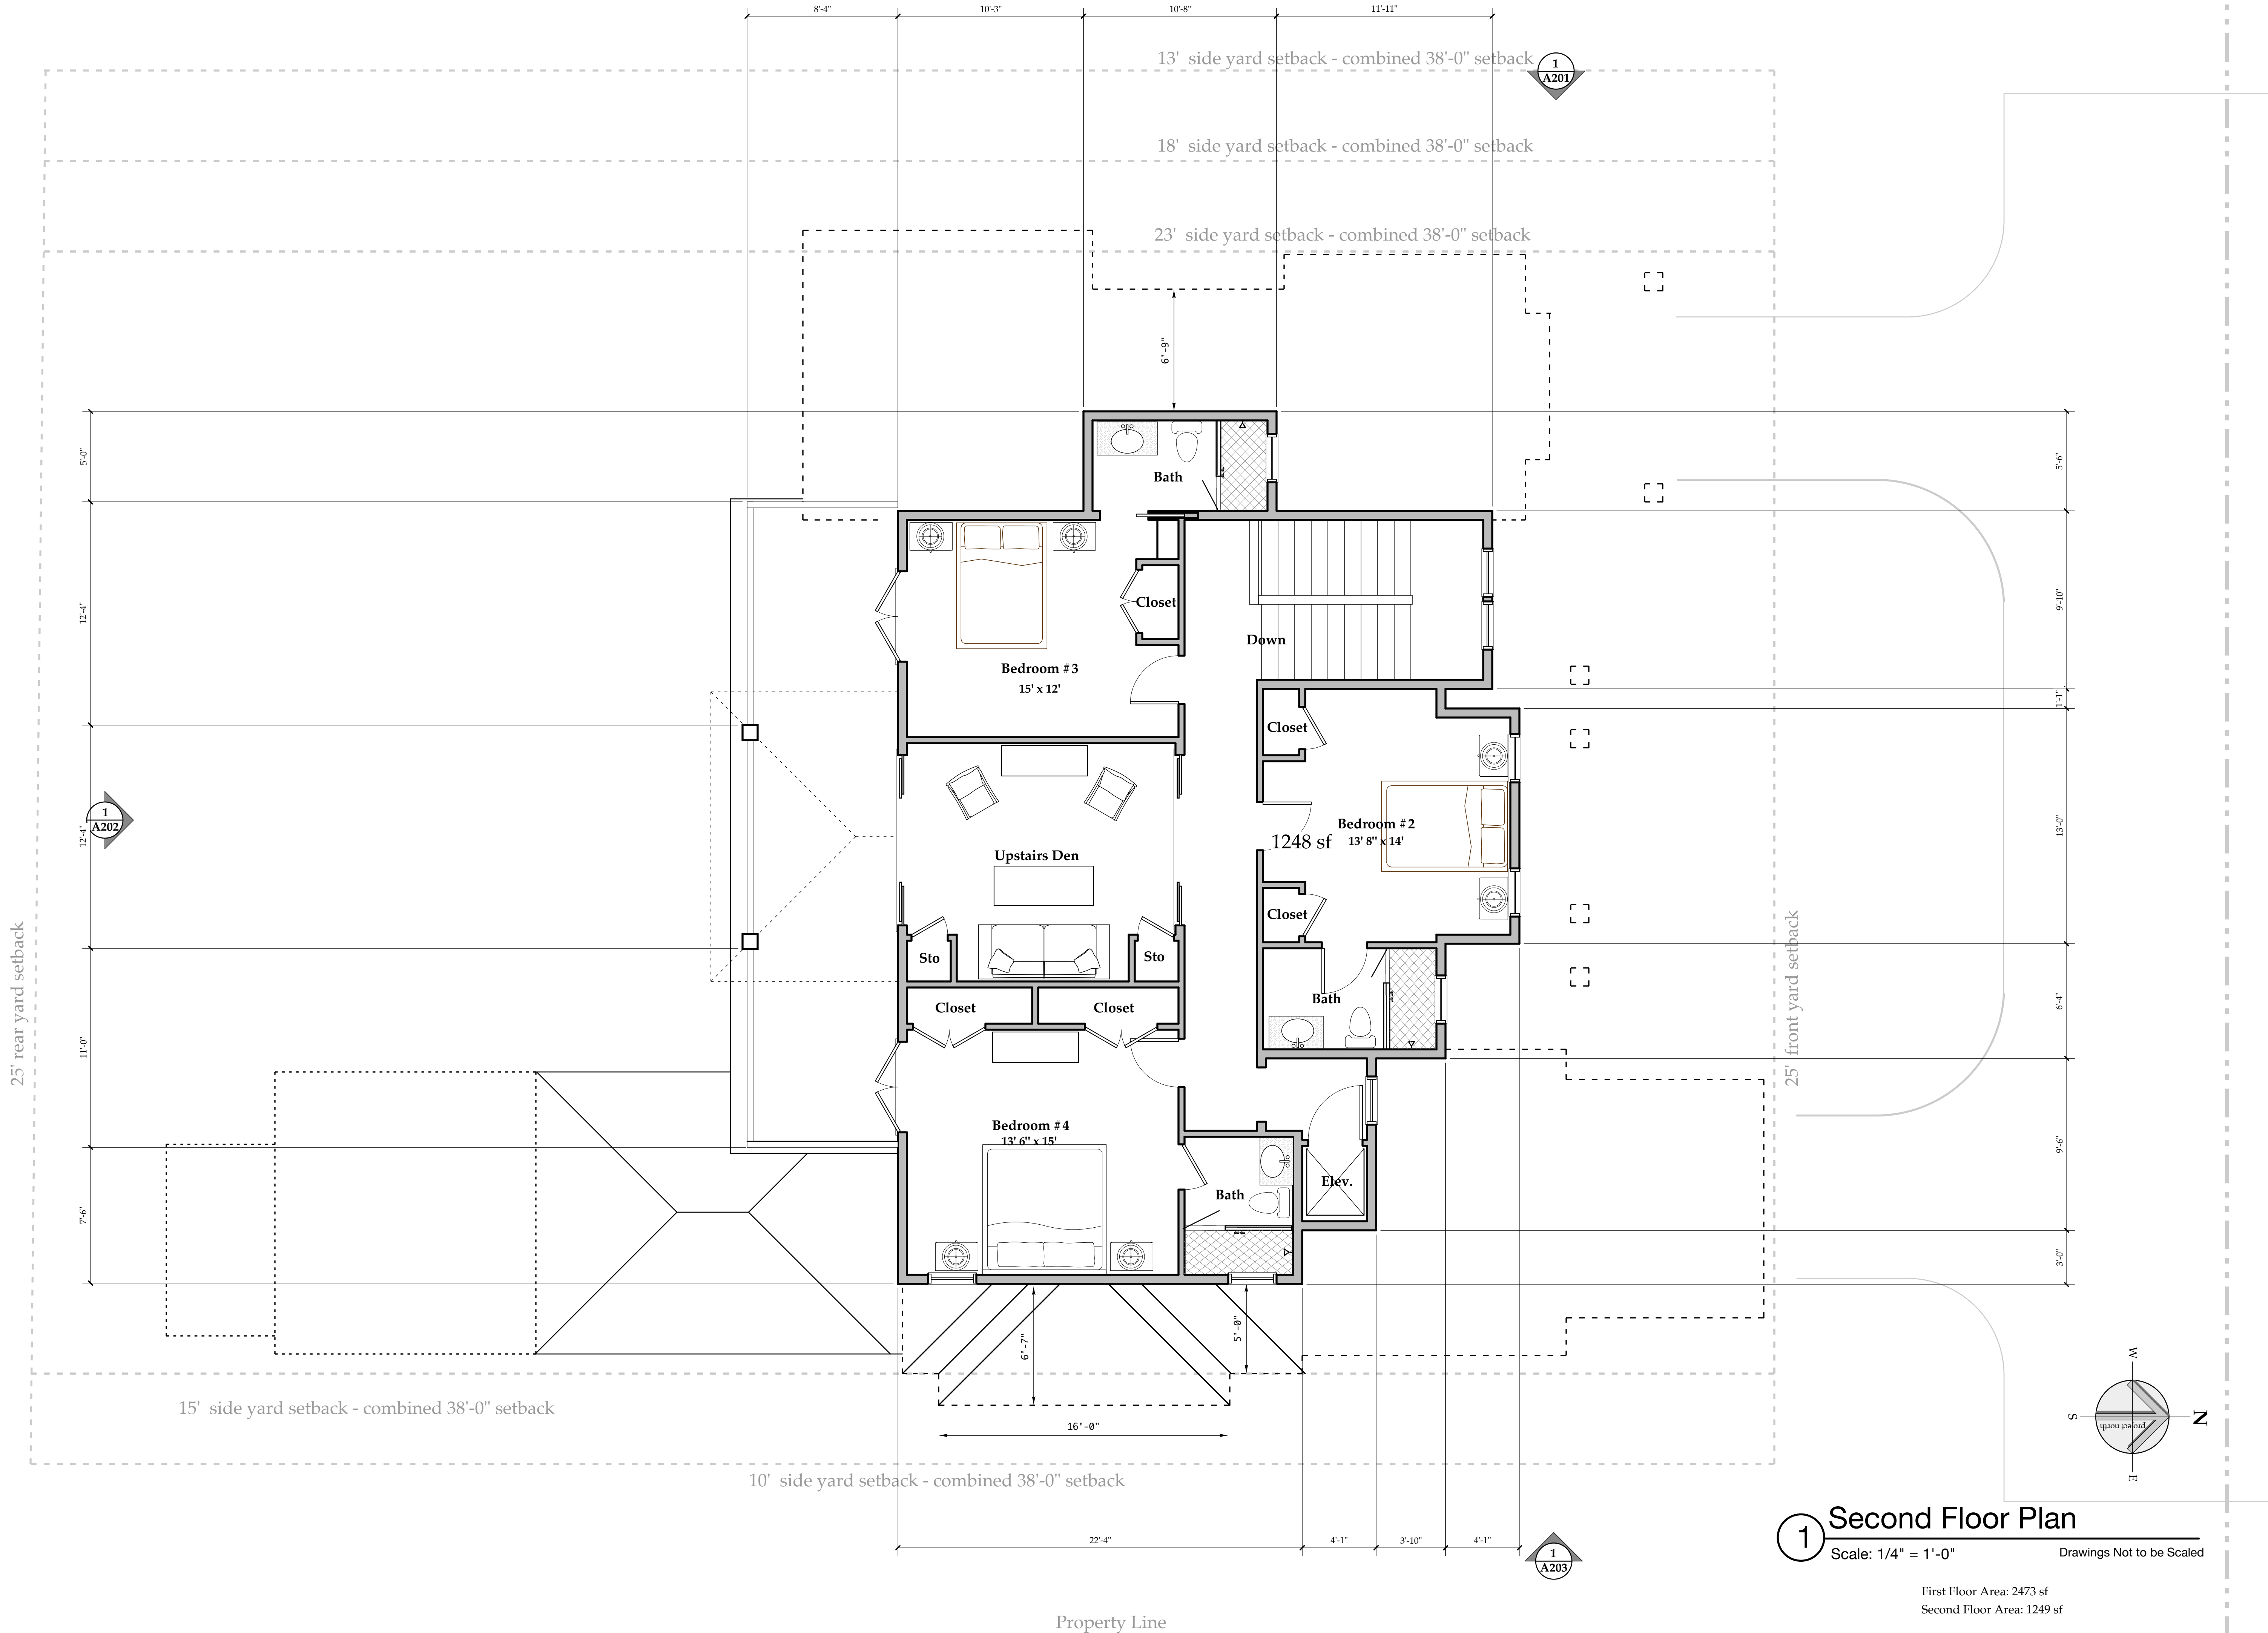 8'-4"
10'-3"
10'-8"
11'-11"
13' side yard setback - combined 38'-0" setback
1
A201
18' side yard setback - combined 38'-0" setback
23' side yard setback - combined 38'-0" setback
6'-9"
5'-0"
5'-6"
Bath
12'-4"
9'-10"
Closet
Down
Bedroom #3
15' x 12'
1'-1"
Closet
1
A202
12'-4"
13'-0"
Bedroom #2
1248 sf
13' 8" x 14'
Upstairs Den
Closet
Sto
Sto
25' rear yard setback
25' front yard setback
Bath
Closet
Closet
6'-4"
11'-0"
Bedroom #4
13' 6" x 15'
9'-6"
Elev.
Bath
7'-6"
3'-0"
6'-7"
5'-0"
15' side yard setback - combined 38'-0" setback
16'-0"
W
S
N
project north
E
10' side yard setback - combined 38'-0" setback
22'-4"
4'-1"
3'-10"
4'-1"
1
A203
1
Second Floor Plan
Scale: 1/4" = 1'-0"
Drawings Not to be Scaled
First Floor Area: 2473 sf
Second Floor Area: 1249 sf
Property Line